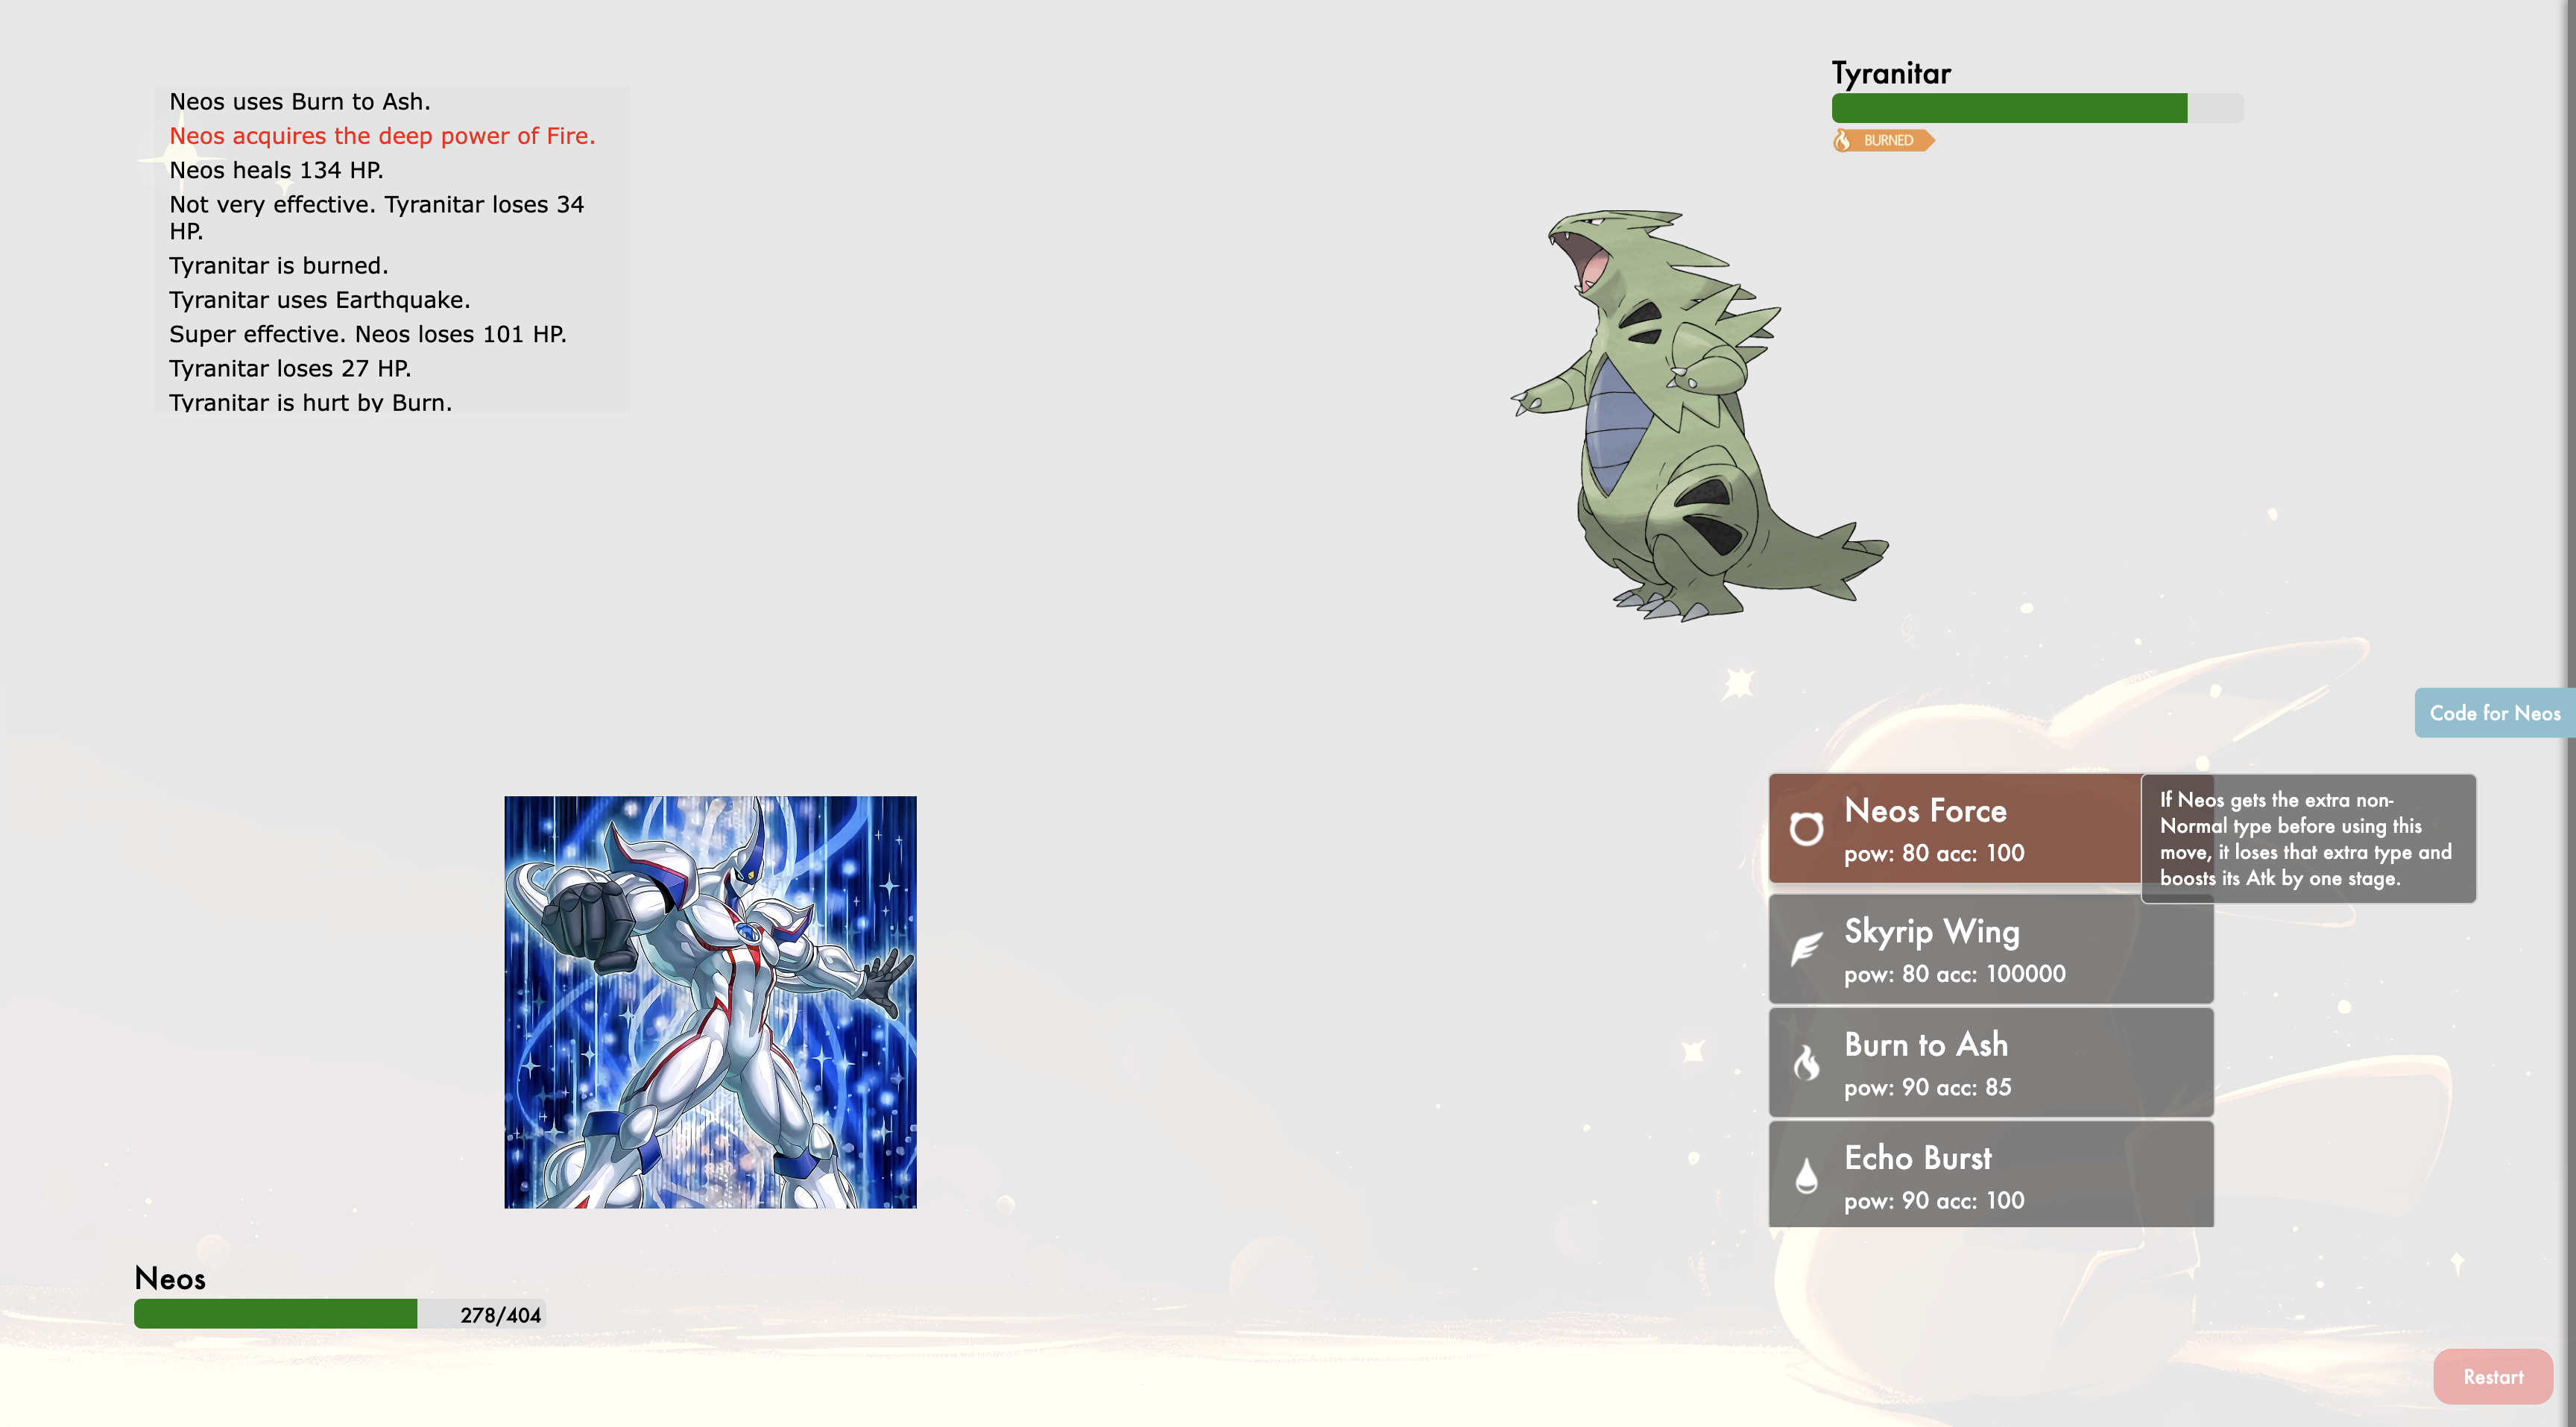 Neos uses Burn to Ash.
Neos acquires the deep power of Fire.
Neos heals 134 HP.
Not very effective. Tyranitar loses 34
HP.
Tyranitar is burned.
Tyranitar uses Earthquake.
Super effective. Neos loses 101 HP.
Tyranitar loses 27 HP.
Tyranitar is hurt by Burn.
Tyranitar
BURNED
Code for Neos
Neos Force
pow: 80 acc: 100
If Neos gets the extra non-
Normal type before using this
move, it loses that extra type and
boosts its Atk by one stage.
Skyrip Wing
pow: 80 acc: 100000
Burn to Ash
pow: 90 acc: 85
Echo Burst
pow: 90 acc: 100
Neos
278/404
Restart